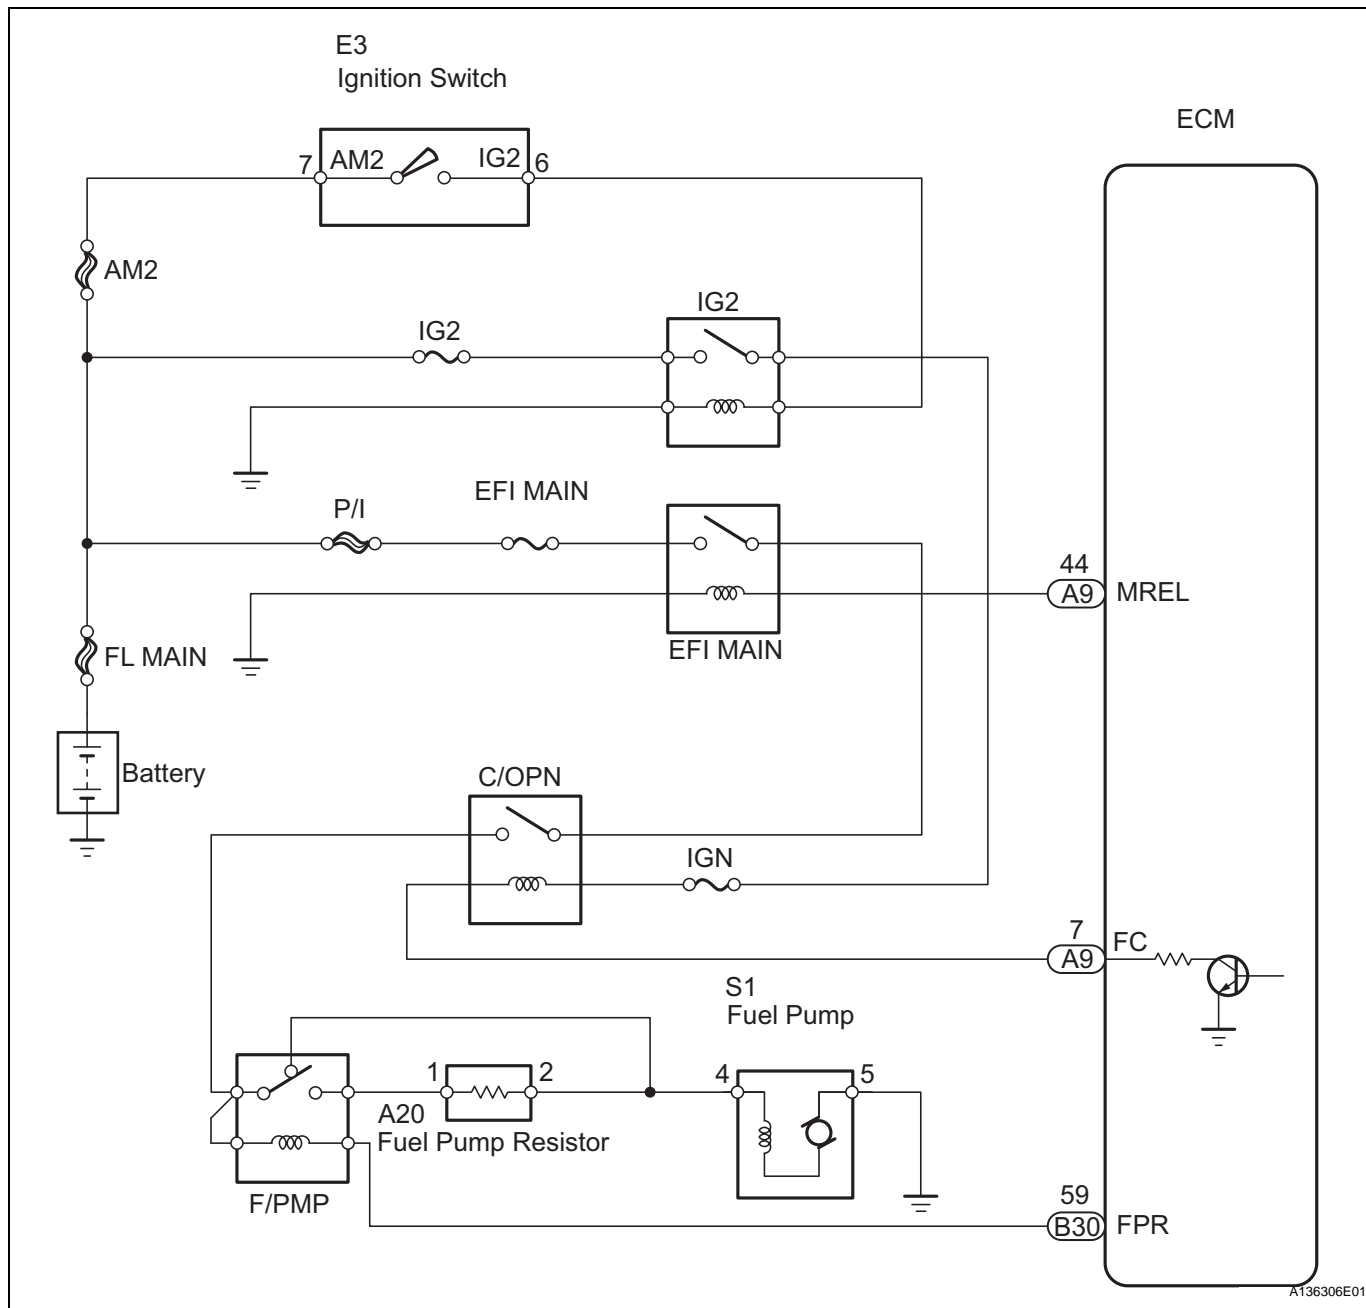 E3
Ignition Switch
ECM
7
AM2
IG2
6
AM2
IG2
IG2
P/I
EFI MAIN
44
A9
MREL
EFI MAIN
FL MAIN
Battery
C/OPN
IGN
7
A9
FC
S1
Fuel Pump
1
2
4
5
A20
Fuel Pump Resistor
F/PMP
59
B30
FPR
A136306E01